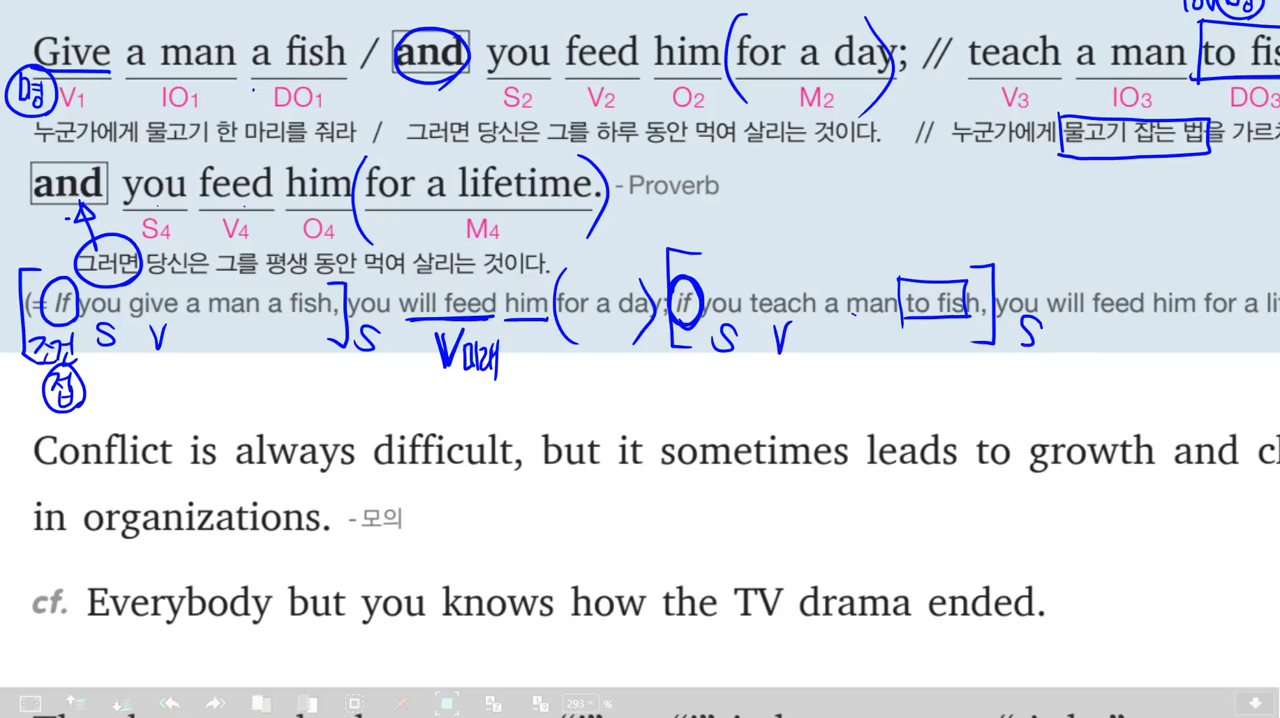 Give a man a fish / and you feed him (for a day; // teach a man to fis
명 V1 IO1 DO1 S2 V2 O2 M2 V3 IO3 DO3
누군가에게 물고기 한 마리를 줘라 / 그러면 당신은 그를 하루 동안 먹여 살리는 것이다. // 누군가에게 물고기 잡는 법을
and you feed him (for a lifetime.) - Proverb
S4 V4 O4 M4
그러면 당신은 그를 평생 동안 먹여 살리는 것이다.
(= If you give a man a fish, you will feed him for a day; if you teach a man to fish, you will feed him for a li
조건 S V S V 미래 S V S
접
Conflict is always difficult, but it sometimes leads to growth and c
in organizations. - 모의
cf. Everybody but you knows how the TV drama ended.
293 %